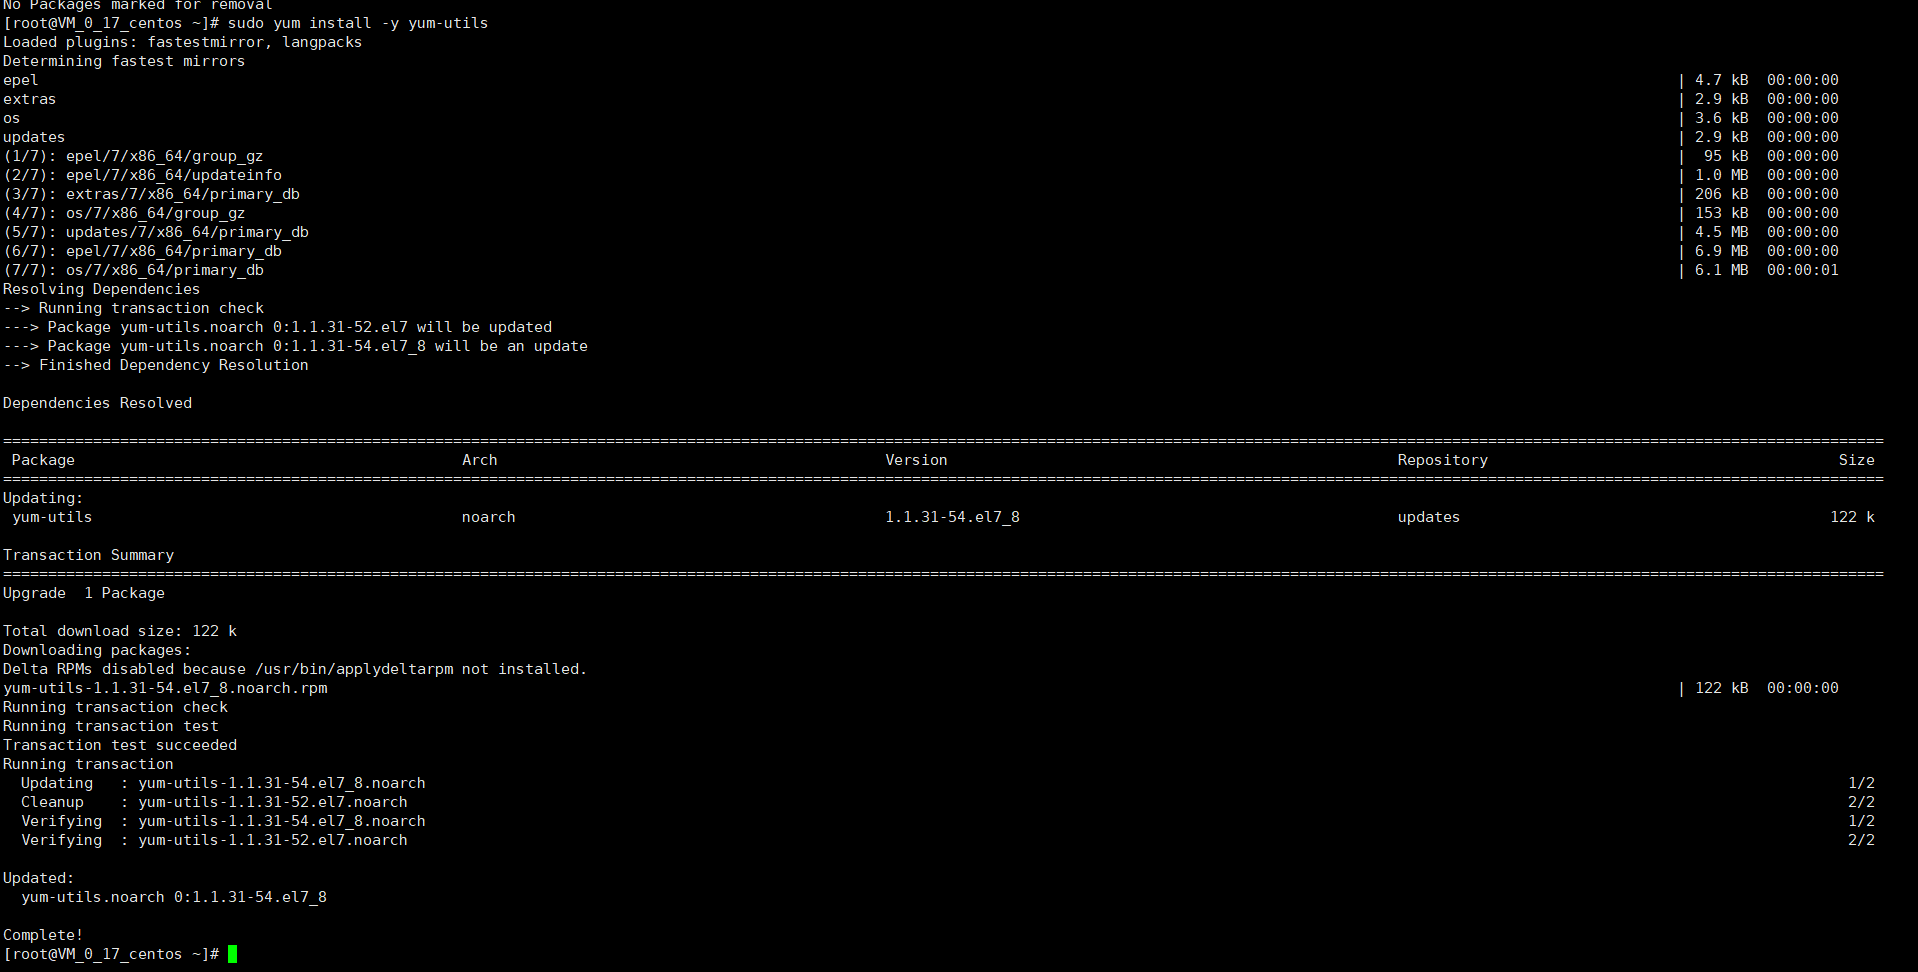 No Packages marked for removal
[root@VM_0_17_centos ~]# sudo yum install -y yum-utils
Loaded plugins: fastestmirror, langpacks
Determining fastest mirrors
epel | 4.7 kB 00:00:00
extras | 2.9 kB 00:00:00
os | 3.6 kB 00:00:00
updates | 2.9 kB 00:00:00
(1/7): epel/7/x86_64/group_gz | 95 kB 00:00:00
(2/7): epel/7/x86_64/updateinfo | 1.0 MB 00:00:00
(3/7): extras/7/x86_64/primary_db | 206 kB 00:00:00
(4/7): os/7/x86_64/group_gz | 153 kB 00:00:00
(5/7): updates/7/x86_64/primary_db | 4.5 MB 00:00:00
(6/7): epel/7/x86_64/primary_db | 6.9 MB 00:00:00
(7/7): os/7/x86_64/primary_db | 6.1 MB 00:00:01
Resolving Dependencies
--> Running transaction check
---> Package yum-utils.noarch 0:1.1.31-52.el7 will be updated
---> Package yum-utils.noarch 0:1.1.31-54.el7_8 will be an update
--> Finished Dependency Resolution
Dependencies Resolved
Package Arch Version Repository Size
Updating:
yum-utils noarch 1.1.31-54.el7_8 updates 122 k
Transaction Summary
Upgrade 1 Package
Total download size: 122 k
Downloading packages:
Delta RPMs disabled because /usr/bin/applydeltarpm not installed.
yum-utils-1.1.31-54.el7_8.noarch.rpm | 122 kB 00:00:00
Running transaction check
Running transaction test
Transaction test succeeded
Running transaction
Updating : yum-utils-1.1.31-54.el7_8.noarch 1/2
Cleanup : yum-utils-1.1.31-52.el7.noarch 2/2
Verifying : yum-utils-1.1.31-54.el7_8.noarch 1/2
Verifying : yum-utils-1.1.31-52.el7.noarch 2/2
Updated:
yum-utils.noarch 0:1.1.31-54.el7_8
Complete!
[root@VM_0_17_centos ~]#